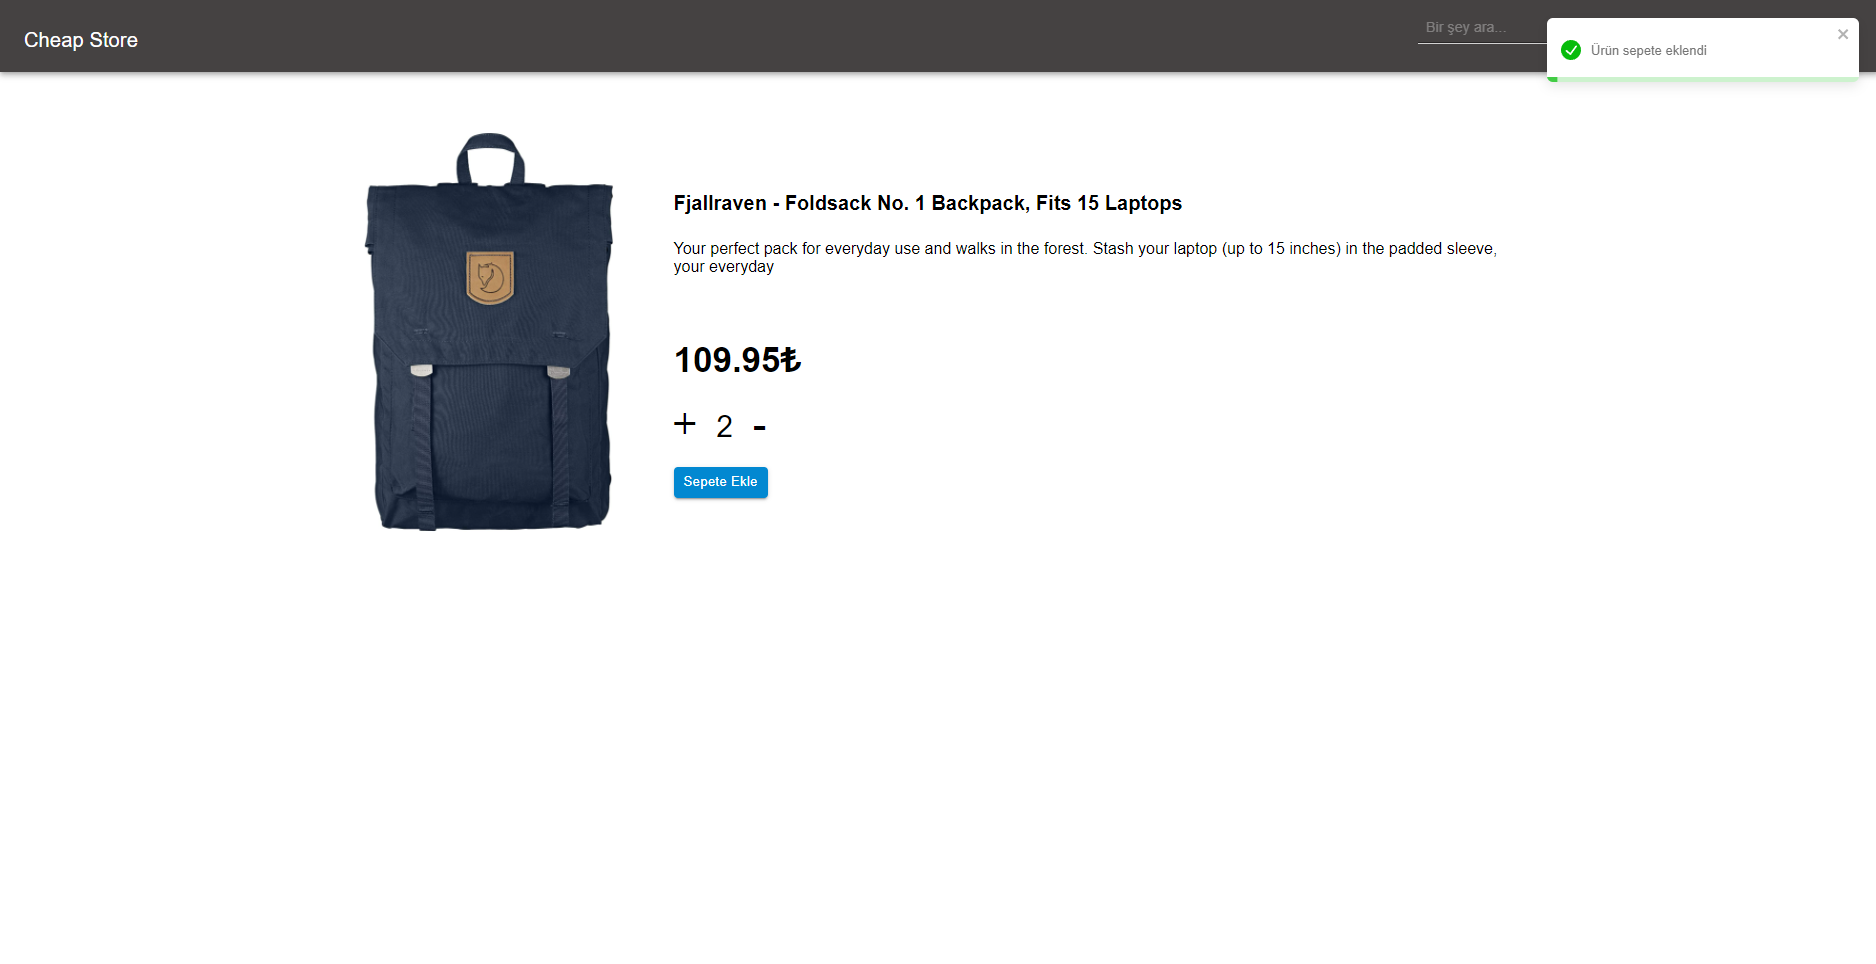 Cheap Store
Bir şey ara...
Ürün sepete eklendi
Fjallraven - Foldsack No. 1 Backpack, Fits 15 Laptops
Your perfect pack for everyday use and walks in the forest. Stash your laptop (up to 15 inches) in the padded sleeve,
your everyday
109.95₺
+ 2 -
Sepete Ekle